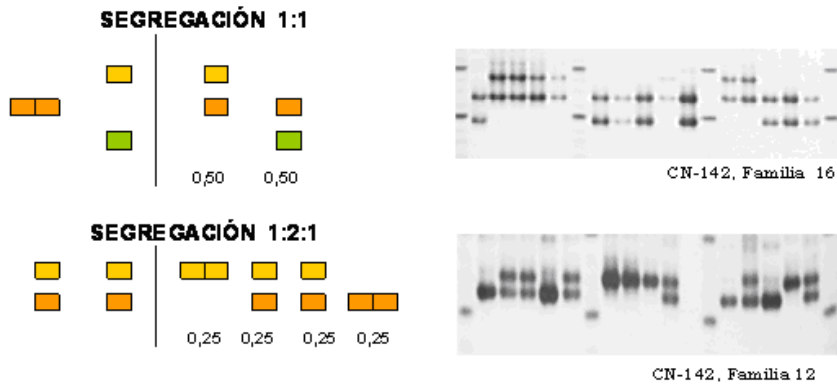 SEGREGACIÓN 1:1
0,50 0,50
CN-142, Familia 16
SEGREGACIÓN 1:2:1
0,25 0,25 0,25 0,25
CN-142, Familia 12